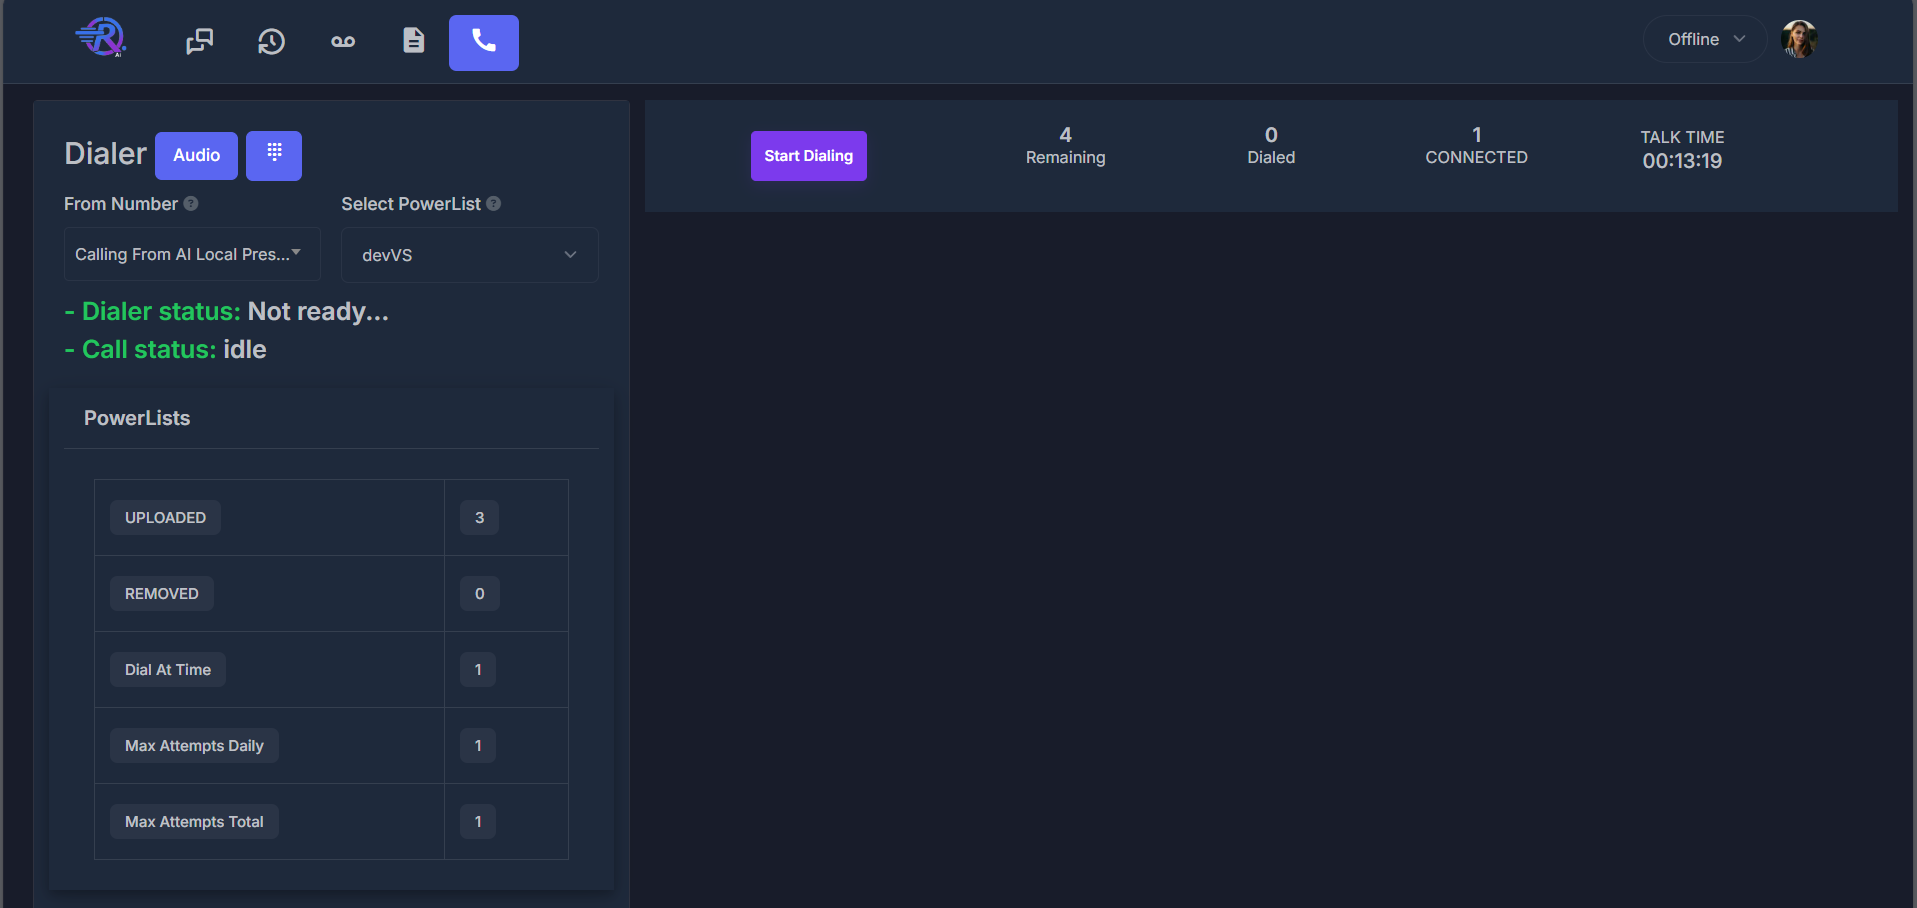 R
Ai
Offline
Dialer
Audio
From Number ?
Select PowerList ?
Calling From AI Local Pres...
devVS
- Dialer status: Not ready...
- Call status: idle
PowerLists
UPLOADED 3
REMOVED 0
Dial At Time 1
Max Attempts Daily 1
Max Attempts Total 1
Start Dialing
4
Remaining
0
Dialed
1
CONNECTED
TALK TIME
00:13:19